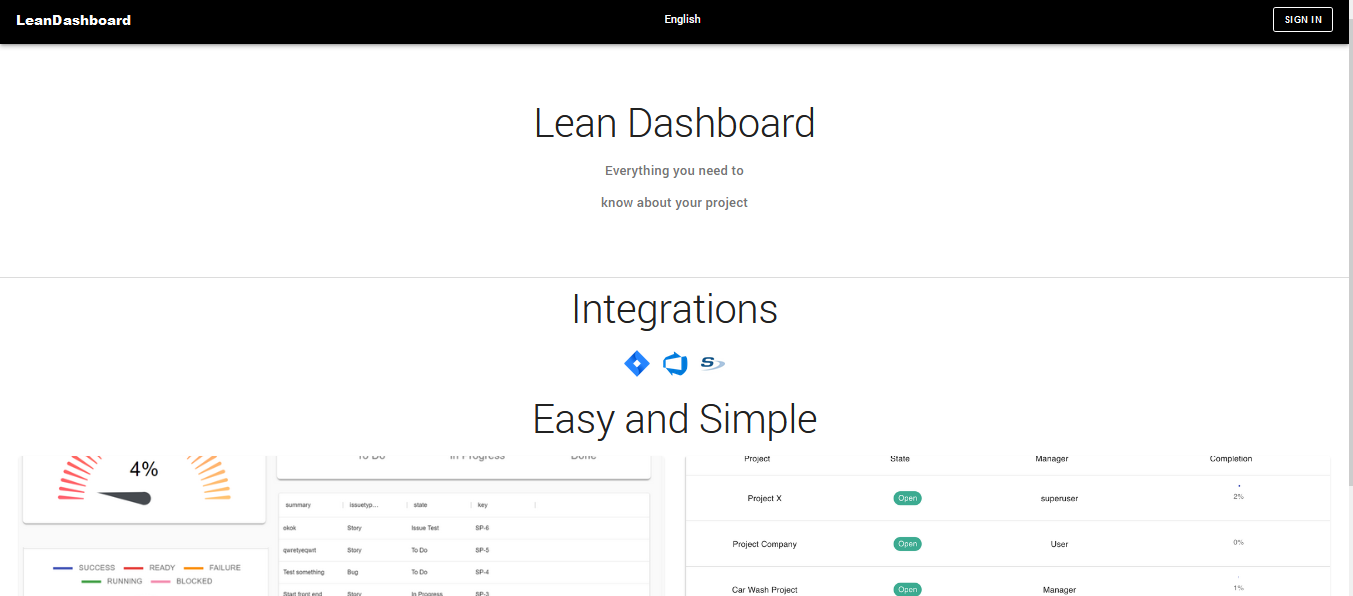 LeanDashboard English SIGN IN
Lean Dashboard
Everything you need to
know about your project
Integrations
Easy and Simple
4%
SUCCESS READY FAILURE
RUNNING BLOCKED
To Do In Progress Done
summary issuetyp... state key
okok Story Issue Test SP-6
qwretyeqwrt Story To Do SP-5
Test something Bug To Do SP-4
Start front end Story In Progress SP-3
Project State Manager Completion
Project X Open superuser 2%
Project Company Open User 0%
Car Wash Project Open Manager 1%